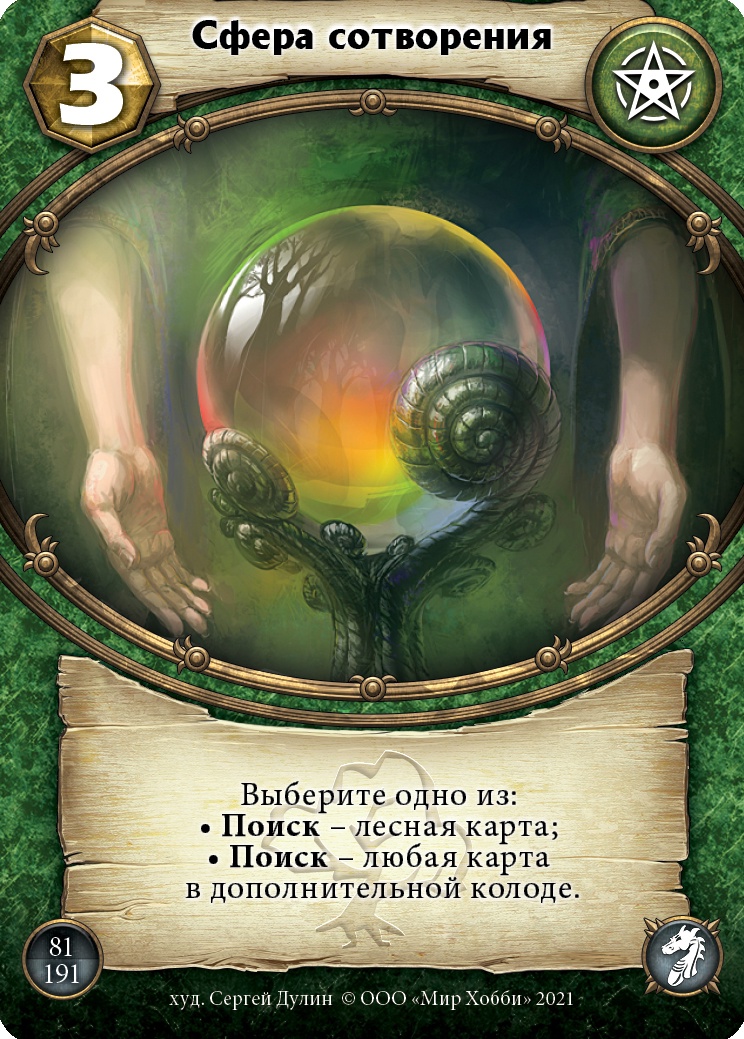 Сфера сотворения
3
Выберите одно из:
• Поиск – лесная карта;
• Поиск – любая карта
в дополнительной колоде.
81
191
худ. Сергей Дулин © ООО «Мир Хобби» 2021